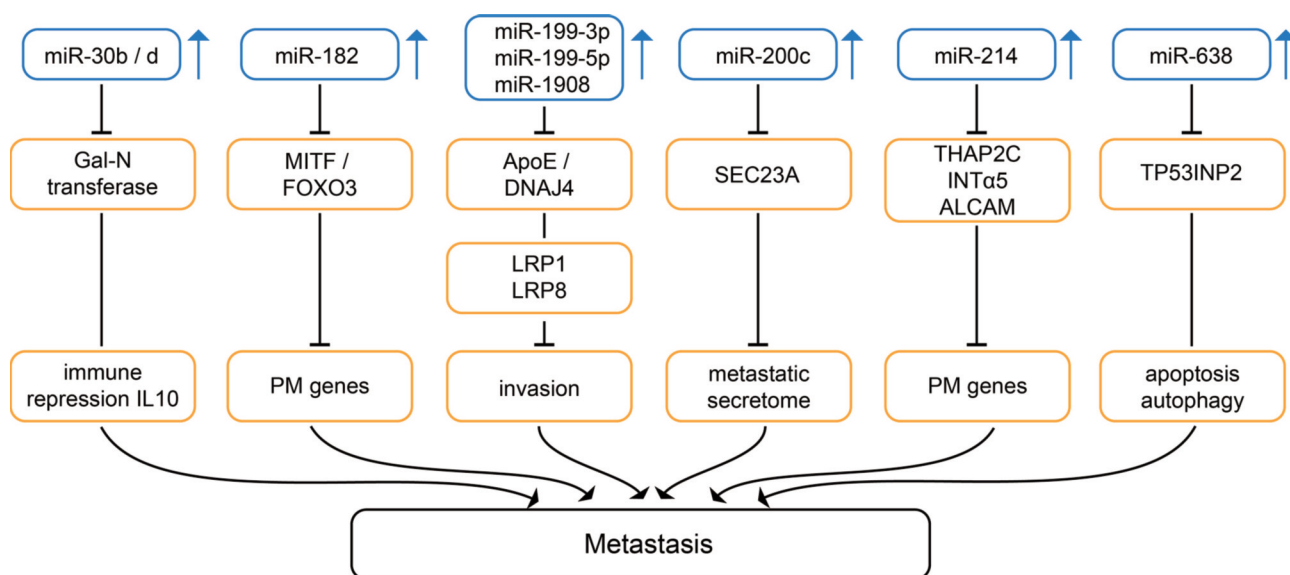 miR-30b / d
miR-182
miR-199-3p
miR-199-5p
miR-1908
miR-200c
miR-214
miR-638
Gal-N
transferase
MITF /
FOXO3
ApoE /
DNAJ4
SEC23A
THAP2C
INTα5
ALCAM
TP53INP2
LRP1
LRP8
immune
repression IL10
PM genes
invasion
metastatic
secretome
PM genes
apoptosis
autophagy
Metastasis